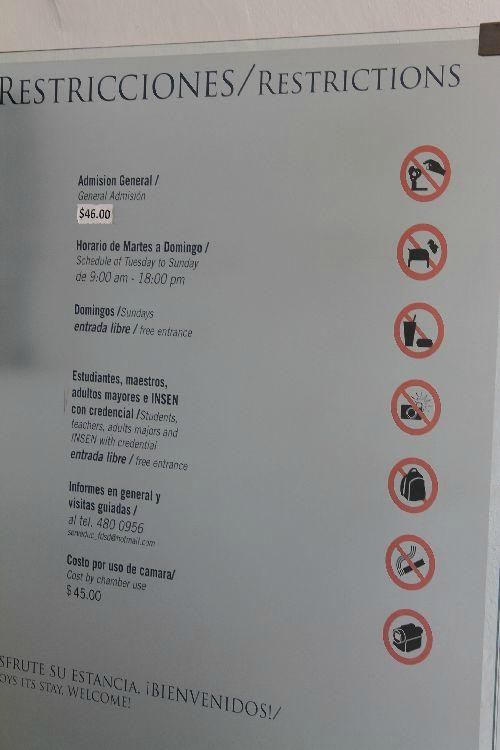 RESTRICCIONES/RESTRICTIONS
Admision General /
General Admisión
$46.00
Horario de Martes a Domingo /
Schedule of Tuesday to Sunday
de 9:00 am - 18:00 pm
Domingos /Sundays
entrada libre / free entrance
Estudiantes, maestros,
adultos mayores e INSEN
con credencial /Students,
teachers, adults majors and
INSEN with credential
entrada libre / free entrance
Informes en general y
visitas guiadas /
al tel. 480 0956
serveduc_fdsd@hotmail.com
Costo por uso de camara/
Cost by chamber use
$ 45.00
SFRUTE SU ESTANCIA. ¡BIENVENIDOS!/
OYS ITS STAY. WELCOME!